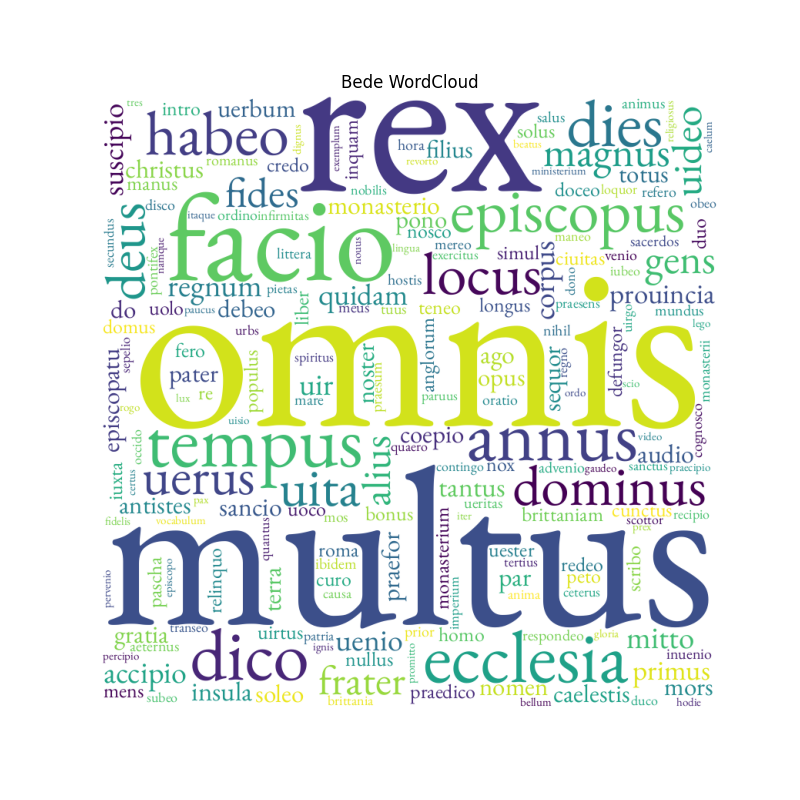 Bede WordCloud
tres
intro
uerbum
rex
salus
animus
religiosus
caelum
suscipio
habeo
dignus
exemplum
inquam
hora
filius
beatus
solus
dies
christus
romanus
credo
revorto
magnus
uideo
manus
nobilis
ministerium
totus
disco
fides
monasterio
doceo
loquor
refero
obeo
secundus
deus
itaque
ordino
infirmitas
pono
episcopus
nosco
mereo
maneo
sacerdos
duo
pontifex
namque
facio
littera
nouus
lingua
exercitus
simul
corpus
ciuitas
venio
gens
regnum
pietas
hostis
locus
dono
iubeo
do
uolo
paucus
debeo
liber
quidam
meus
tuus
teneo
longus
praesens
prouincia
domus
urbs
nihil
uirgo
mundus
episcopatu
sepelio
fero
omnis
spiritus
anglorum
lego
pater
populus
uir
noster
praesum
ago
opus
sequor
regno
defungor
scio
monasterii
rogo
lux
re
mare
paruus
oratio
ordo
uisio
occido
tempus
alius
coepio
quaero
annus
video
audio
cognosco
iuxta
certus
uerus
uita
contingo
nox
advenio
gaudeo
sanctus
praecipio
antistes
pax
sancio
uoco
bonus
tantus
ueritas
dominus
fidelis
vocabulum
quantus
mos
iter
brittaniam
cunctus
scottor
recipio
prex
multus
pervenio
pascha
episcopo
relinquo
terra
roma
ibidem
curo
causa
praefor
monasterium
imperium
uester
tertius
par
anima
redeo
peto
ceterus
scribo
gratia
transeo
aeternus
uirtus
patria
ignis
uenio
prior
homo
respondeo
gloria
mitto
inuenio
percipio
dico
nullus
promitto
ecclesia
accipio
frater
primus
mens
subeo
insula
soleo
brittania
praedico
nomen
bellum
caelestis
duco
mors
hodie